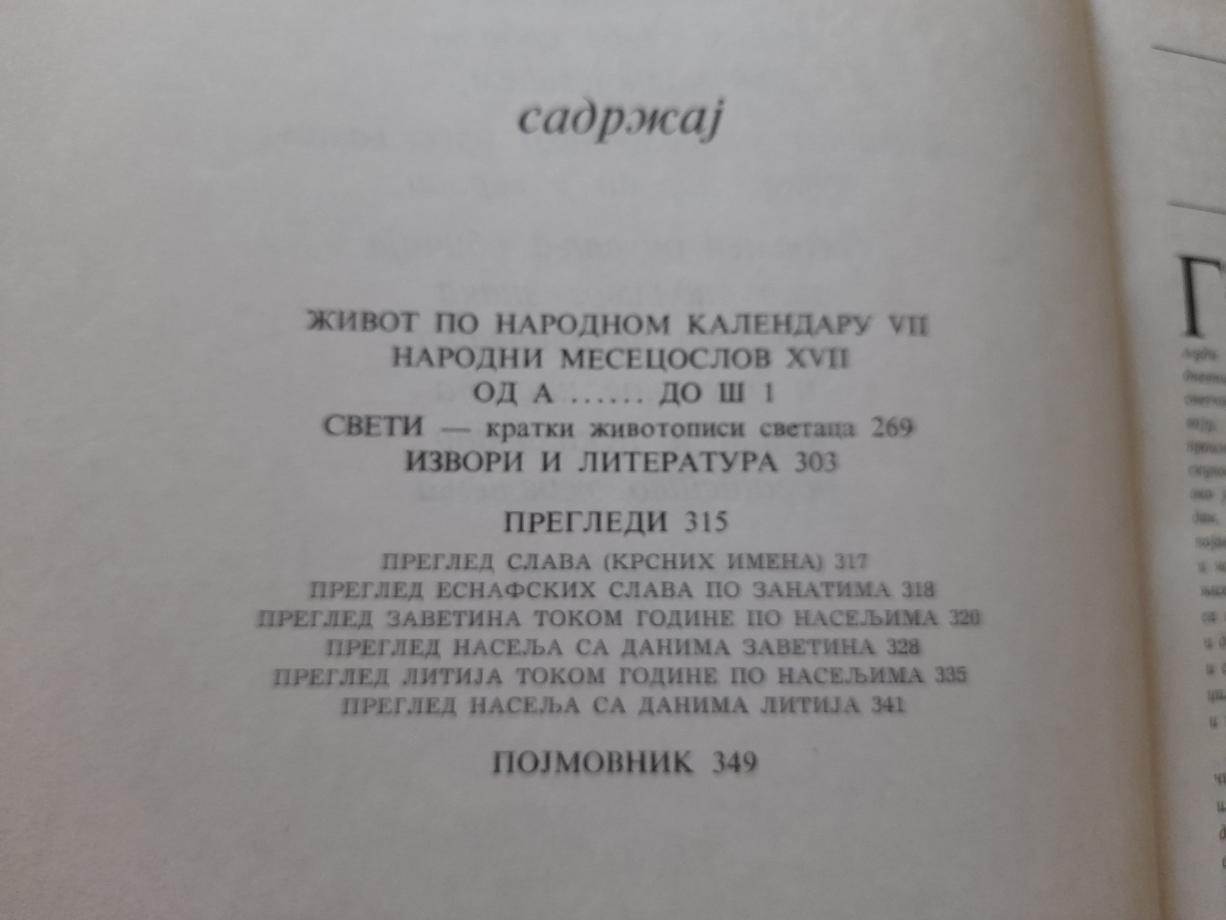 садржај
ЖИВОТ ПО НАРОДНОМ КАЛЕНДАРУ VII
НАРОДНИ МЕСЕЦОСЛОВ XVII
ОД А ...... ДО Ш 1
СВЕТИ — кратки животописи светаца 269
ИЗВОРИ И ЛИТЕРАТУРА 303
ПРЕГЛЕДИ 315
ПРЕГЛЕД СЛАВА (КРСНИХ ИМЕНА) 317
ПРЕГЛЕД ЕСНАФСКИХ СЛАВА ПО ЗАНАТИМА 318
ПРЕГЛЕД ЗАВЕТИНА ТОКОМ ГОДИНЕ ПО НАСЕЉИМА 320
ПРЕГЛЕД НАСЕЉА СА ДАНИМА ЗАВЕТИНА 328
ПРЕГЛЕД ЛИТИЈА ТОКОМ ГОДИНЕ ПО НАСЕЉИМА 335
ПРЕГЛЕД НАСЕЉА СА ДАНИМА ЛИТИЈА 341
ПОЈМОВНИК 349